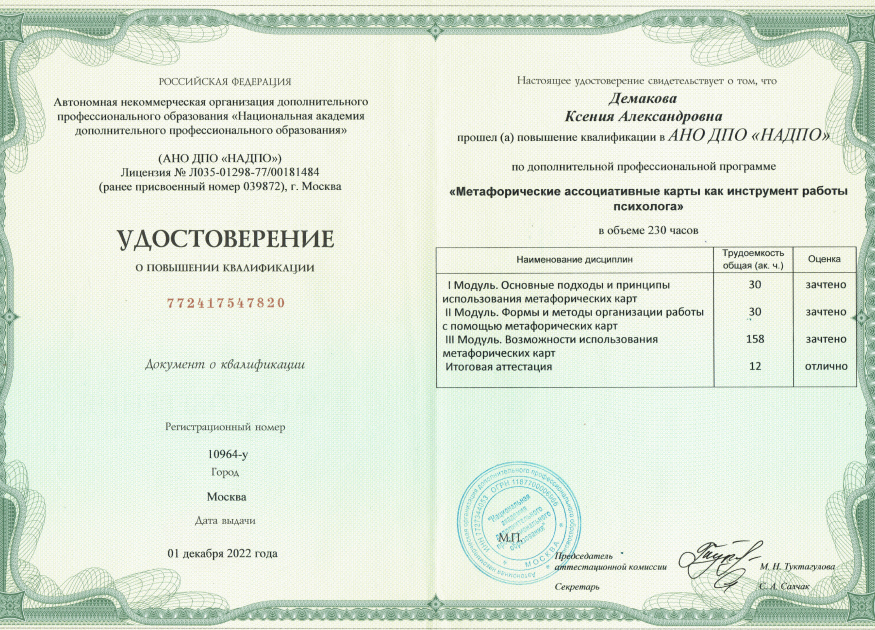 РОССИЙСКАЯ ФЕДЕРАЦИЯ
Автономная некоммерческая организация дополнительного
профессионального образования «Национальная академия
дополнительного профессионального образования»
(АНО ДПО «НАДПО»)
Лицензия № Л035-01298-77/00181484
(ранее присвоенный номер 039872), г. Москва
УДОСТОВЕРЕНИЕ
О ПОВЫШЕНИИ КВАЛИФИКАЦИИ
772417547820
Документ о квалификации
Регистрационный номер
10964-у
Город
Москва
Дата выдачи
01 декабря 2022 года
Настоящее удостоверение свидетельствует о том, что
Демакова
Ксения Александровна
прошел (а) повышение квалификации в АНО ДПО «НАДПО»
по дополнительной профессиональной программе
«Метафорические ассоциативные карты как инструмент работы
психолога»
в объеме 230 часов
Наименование дисциплин Трудоемкость общая (ак. ч.) Оценка
I Модуль. Основные подходы и принципы 30 зачтено
использования метафорических карт
II Модуль. Формы и методы организации работы 30 зачтено
с помощью метафорических карт
III Модуль. Возможности использования 158 зачтено
метафорических карт
Итоговая аттестация 12 отлично
"Национальная
академия
дополнительного
профессионального
образования"
МОСКВА
М.П.
Председатель
аттестационной комиссии М. Н. Туктагулова
Секретарь С. А. Салчак